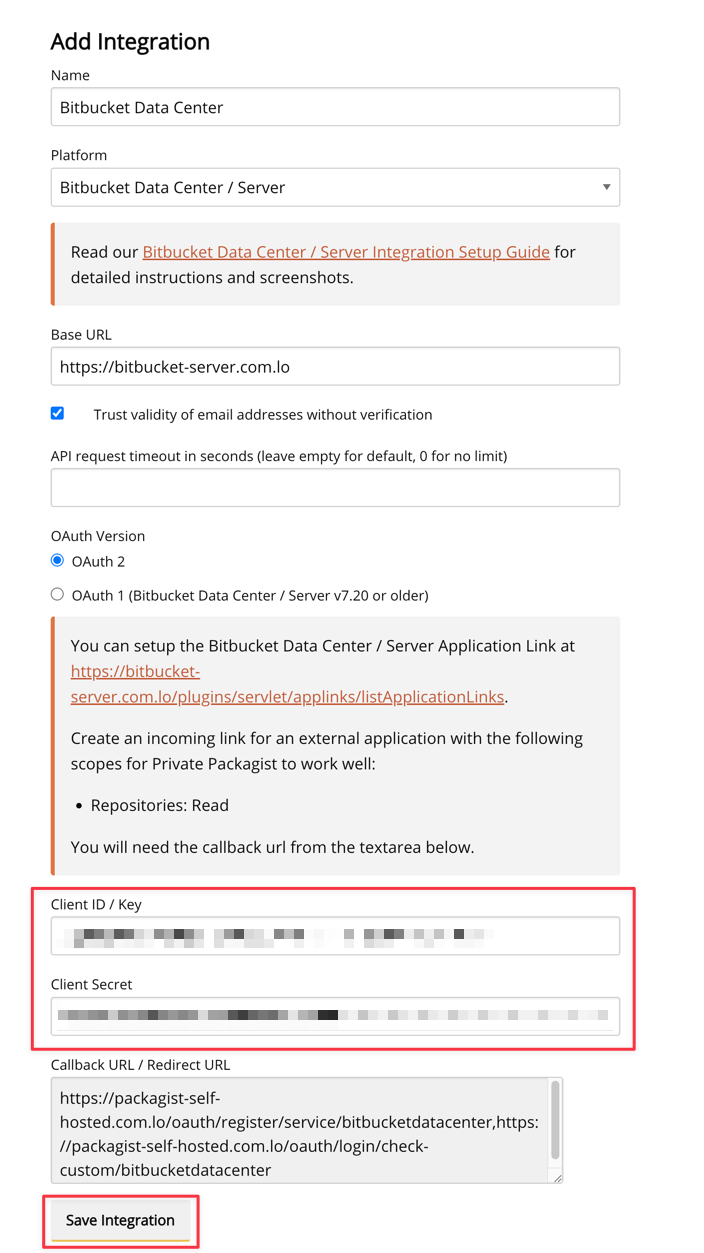 Add Integration
Name
Bitbucket Data Center
Platform
Bitbucket Data Center / Server
Read our Bitbucket Data Center / Server Integration Setup Guide for
detailed instructions and screenshots.
Base URL
https://bitbucket-server.com.lo
Trust validity of email addresses without verification
API request timeout in seconds (leave empty for default, 0 for no limit)
OAuth Version
OAuth 2
OAuth 1 (Bitbucket Data Center / Server v7.20 or older)
You can setup the Bitbucket Data Center / Server Application Link at
https://bitbucket-
server.com.lo/plugins/servlet/applinks/listApplicationLinks.
Create an incoming link for an external application with the following
scopes for Private Packagist to work well:
• Repositories: Read
You will need the callback url from the textarea below.
Client ID / Key
Client Secret
Callback URL / Redirect URL
https://packagist-self-
hosted.com.lo/oauth/register/service/bitbucketdatacenter,https:
//packagist-self-hosted.com.lo/oauth/login/check-
custom/bitbucketdatacenter
Save Integration